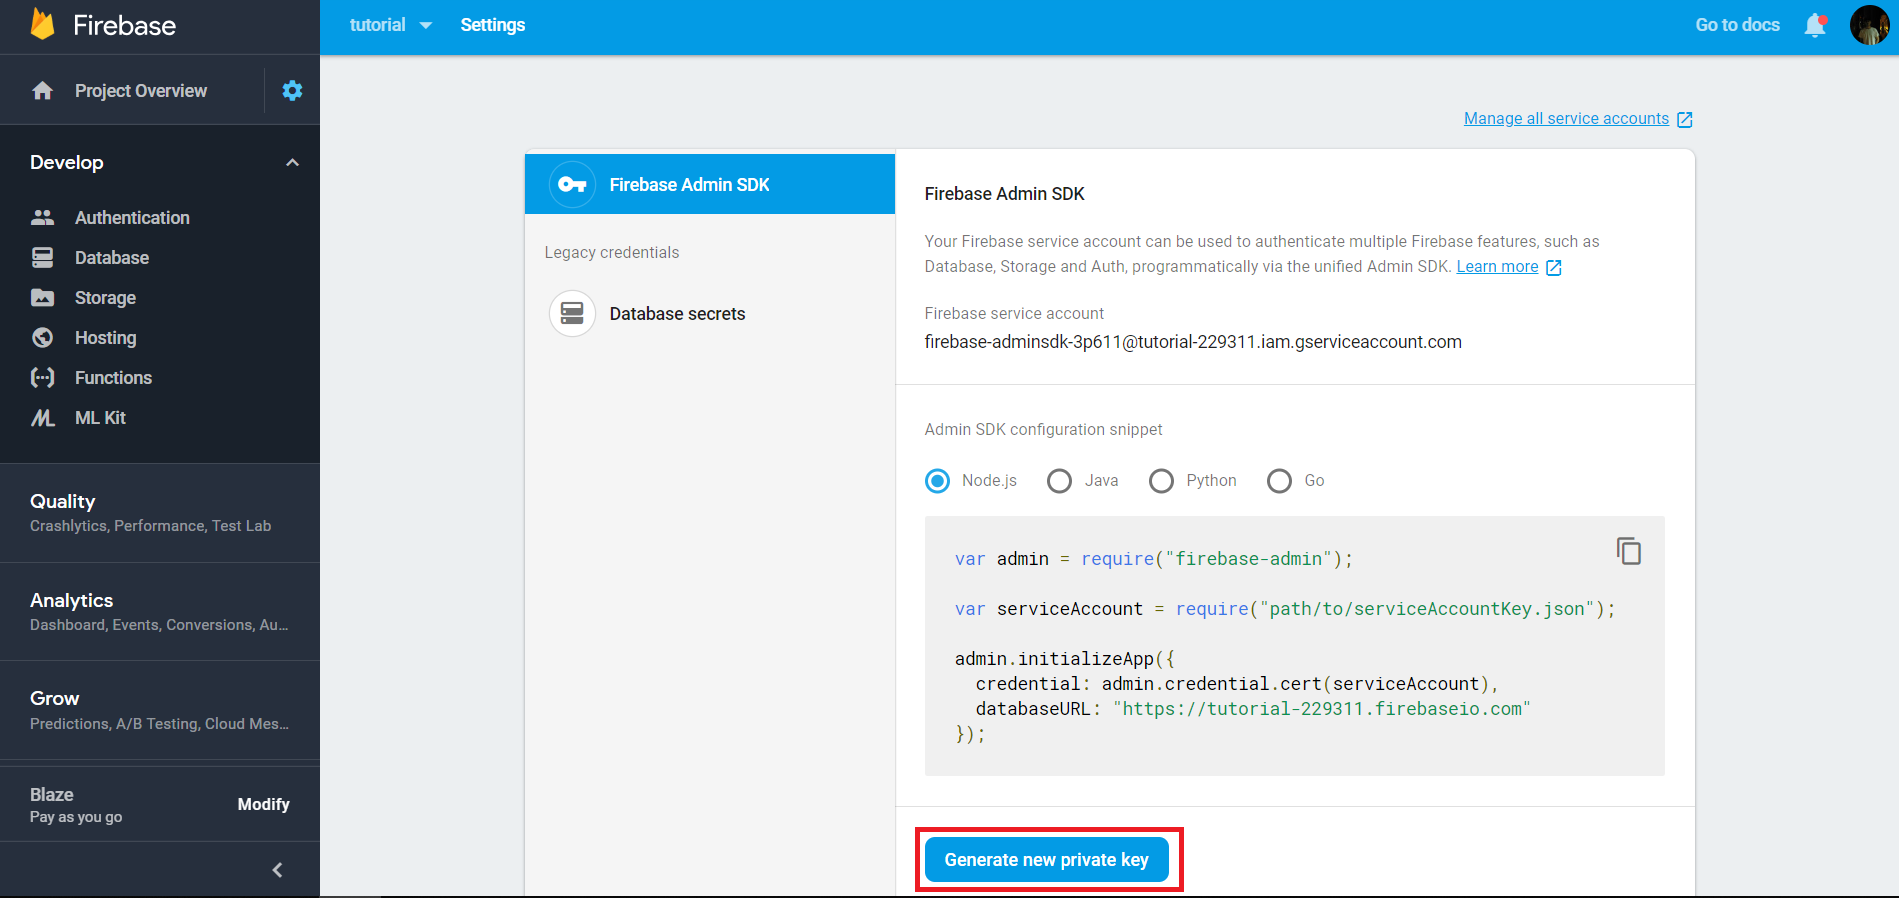 Firebase
tutorial
Settings
Go to docs
Project Overview
Develop
Authentication
Database
Storage
Hosting
Functions
ML Kit
Quality
Crashlytics, Performance, Test Lab
Analytics
Dashboard, Events, Conversions, Au...
Grow
Predictions, A/B Testing, Cloud Mes...
Blaze
Pay as you go
Modify
Manage all service accounts
Firebase Admin SDK
Legacy credentials
Database secrets
Firebase Admin SDK
Your Firebase service account can be used to authenticate multiple Firebase features, such as
Database, Storage and Auth, programmatically via the unified Admin SDK. Learn more
Firebase service account
firebase-adminsdk-3p611@tutorial-229311.iam.gserviceaccount.com
Admin SDK configuration snippet
Node.js
Java
Python
Go
var admin = require("firebase-admin");
var serviceAccount = require("path/to/serviceAccountKey.json");
admin.initializeApp({
  credential: admin.credential.cert(serviceAccount),
  databaseURL: "https://tutorial-229311.firebaseio.com"
});
Generate new private key